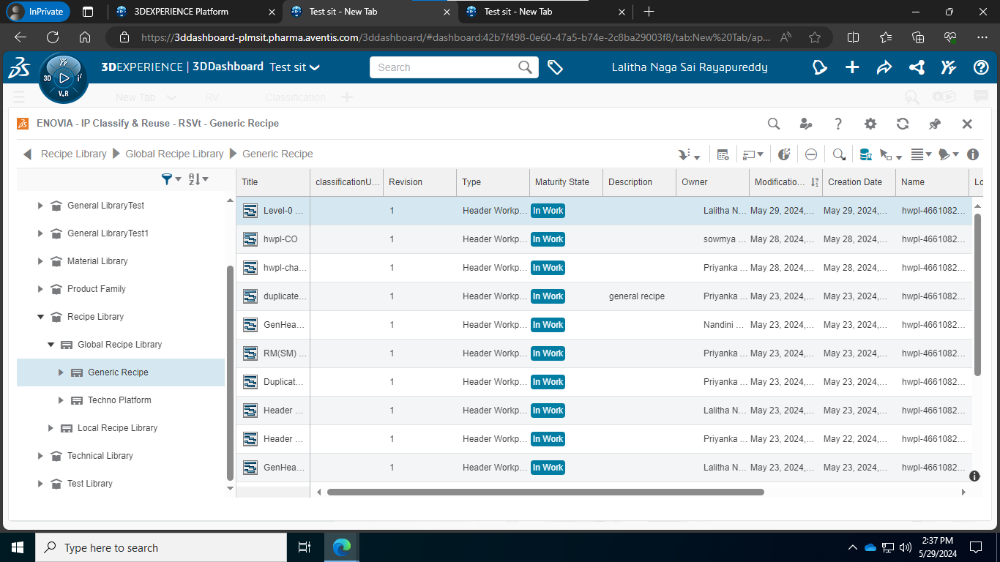 InPrivate
3DEXPERIENCE Platform
Test sit - New Tab
Test sit - New Tab
https://3ddashboard-plmsit.pharma.aventis.com/3ddashboard/#dashboard:42b7f498-0e60-47a5-b74e-2c8ba29003f8/tab:New%20Tab/ap...
3D
V.R
3DEXPERIENCE | 3DDashboard Test sit
Search
Lalitha Naga Sai Rayapureddy
New Tab
RV
Classification
ENOVIA - IP Classify & Reuse - RSVt - Generic Recipe
Recipe Library
Global Recipe Library
Generic Recipe
General LibraryTest
General LibraryTest1
Material Library
Product Family
Recipe Library
Global Recipe Library
Generic Recipe
Techno Platform
Local Recipe Library
Technical Library
Test Library
Title classificationU... Revision Type Maturity State Description Owner Modificatio... Creation Date Name Lo
Level-0 ... 1 Header Workp... In Work Lalitha N... May 29, 2024,... May 29, 2024,... hwpl-4661082...
hwpl-CO 1 Header Workp... In Work sowmya ... May 28, 2024,... May 28, 2024,... hwpl-4661082...
hwpl-cha... 1 Header Workp... In Work Priyanka ... May 28, 2024,... May 28, 2024,... hwpl-4661082...
duplicate... 1 Header Workp... In Work general recipe Priyanka ... May 23, 2024,... May 23, 2024,... hwpl-4661082...
GenHea... 1 Header Workp... In Work Nandini ... May 23, 2024,... May 23, 2024,... hwpl-4661082...
RM(SM) ... 1 Header Workp... In Work Priyanka ... May 23, 2024,... May 23, 2024,... hwpl-4661082...
Duplicat... 1 Header Workp... In Work Priyanka ... May 23, 2024,... May 23, 2024,... hwpl-4661082...
Header ... 1 Header Workp... In Work Lalitha N... May 23, 2024,... May 23, 2024,... hwpl-4661082...
Header ... 1 Header Workp... In Work Priyanka ... May 23, 2024,... May 22, 2024,... hwpl-4661082...
GenHea... 1 Header Workp... In Work Lalitha N... May 23, 2024,... May 23, 2024,... hwpl-4661082...
Type here to search
2:37 PM
5/29/2024